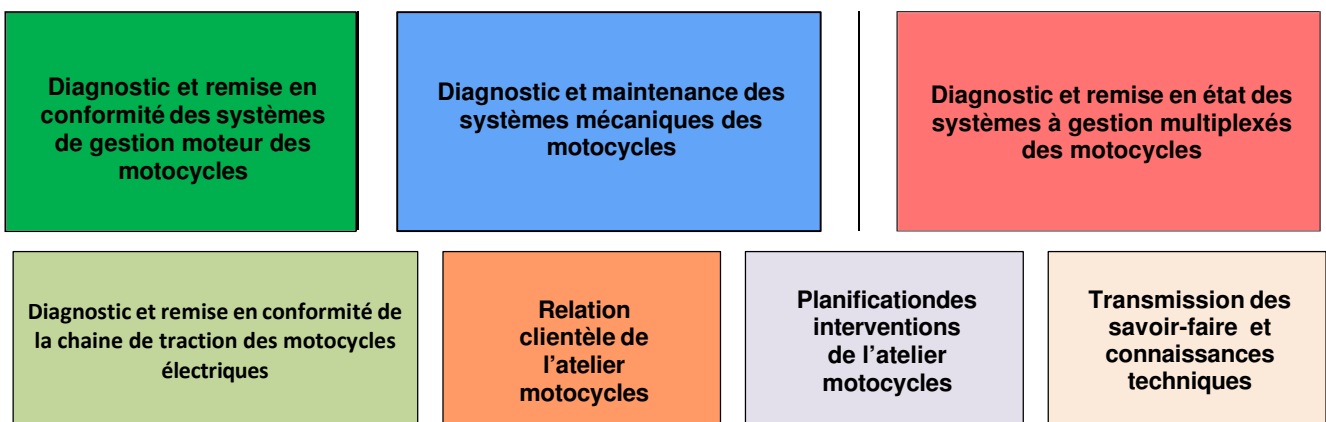 Diagnostic et remise en
conformité des systèmes
de gestion moteur des
motocycles
Diagnostic et maintenance des
systèmes mécaniques des
motocycles
Diagnostic et remise en état des
systèmes à gestion multiplexés
des motocycles
Diagnostic et remise en conformité de
la chaine de traction des motocycles
électriques
Relation
clientèle de
l'atelier
motocycles
Planificationdes
interventions
de l'atelier
motocycles
Transmission des
savoir-faire et
connaissances
techniques